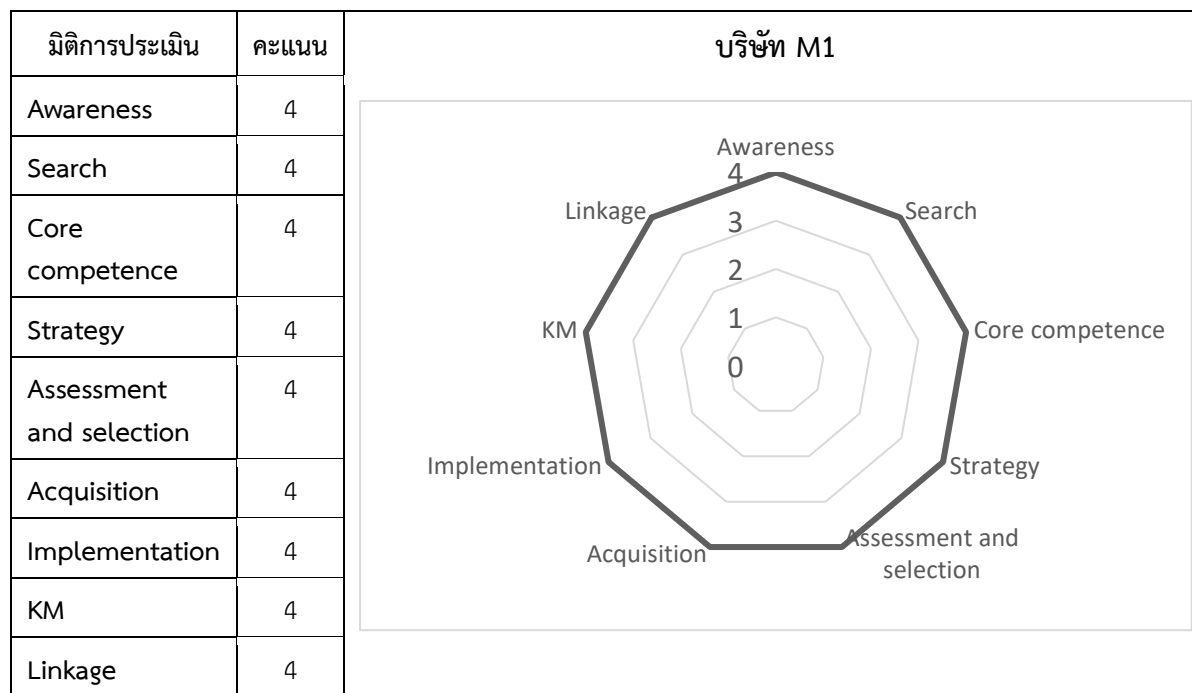 มิติการประเมิน คะแนน
Awareness 4
Search 4
Core 4
competence
Strategy 4
Assessment 4
and selection
Acquisition 4
Implementation 4
KM 4
Linkage 4
บริษัท M1
Awareness
4
Linkage
Search
3
2
KM
1
Core competence
0
Implementation
Strategy
Acquisition
Assessment and
selection